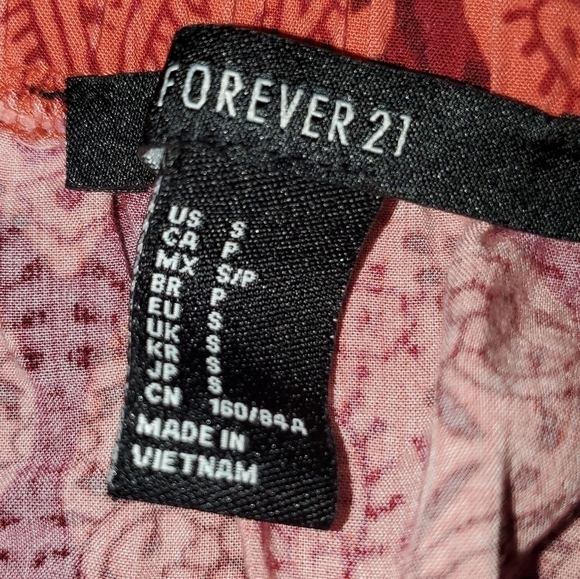 FOREVER 21
US S
CA P
MX S/P
BR P
EU S
UK S
KR S
JP S
CN 160/84A
MADE IN
VIETNAM